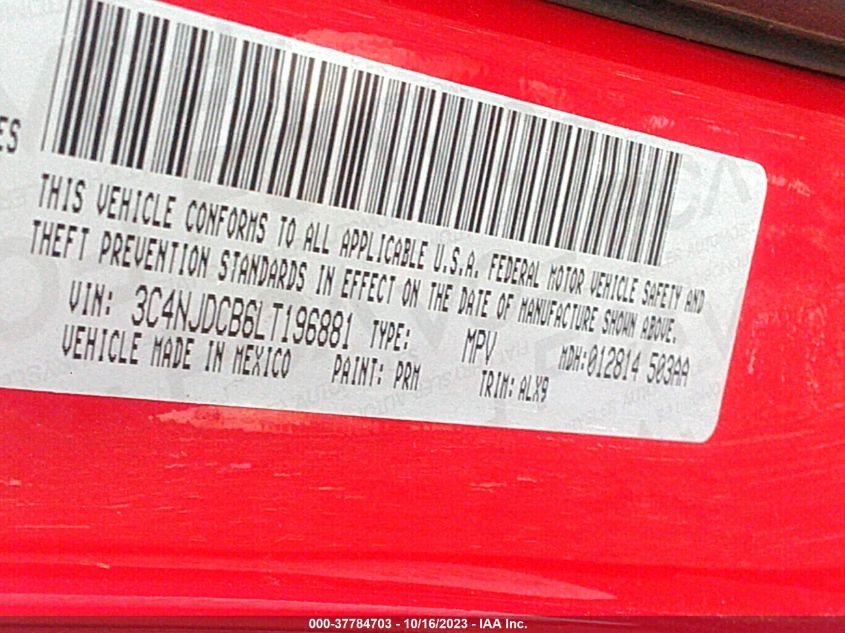 ES
THIS VEHICLE CONFORMS TO ALL APPLICABLE U.S.A. FEDERAL MOTOR VEHICLE SAFETY AND
THEFT PREVENTION STANDARDS IN EFFECT ON THE DATE OF MANUFACTURE SHOWN ABOVE.
VIN: 3C4NJDCB6LT196881 TYPE: MPV MDH:012814 503AA
VEHICLE MADE IN MEXICO PAINT: PRM TRIM: ALX9
000-37784703 - 10/16/2023 - IAA Inc.